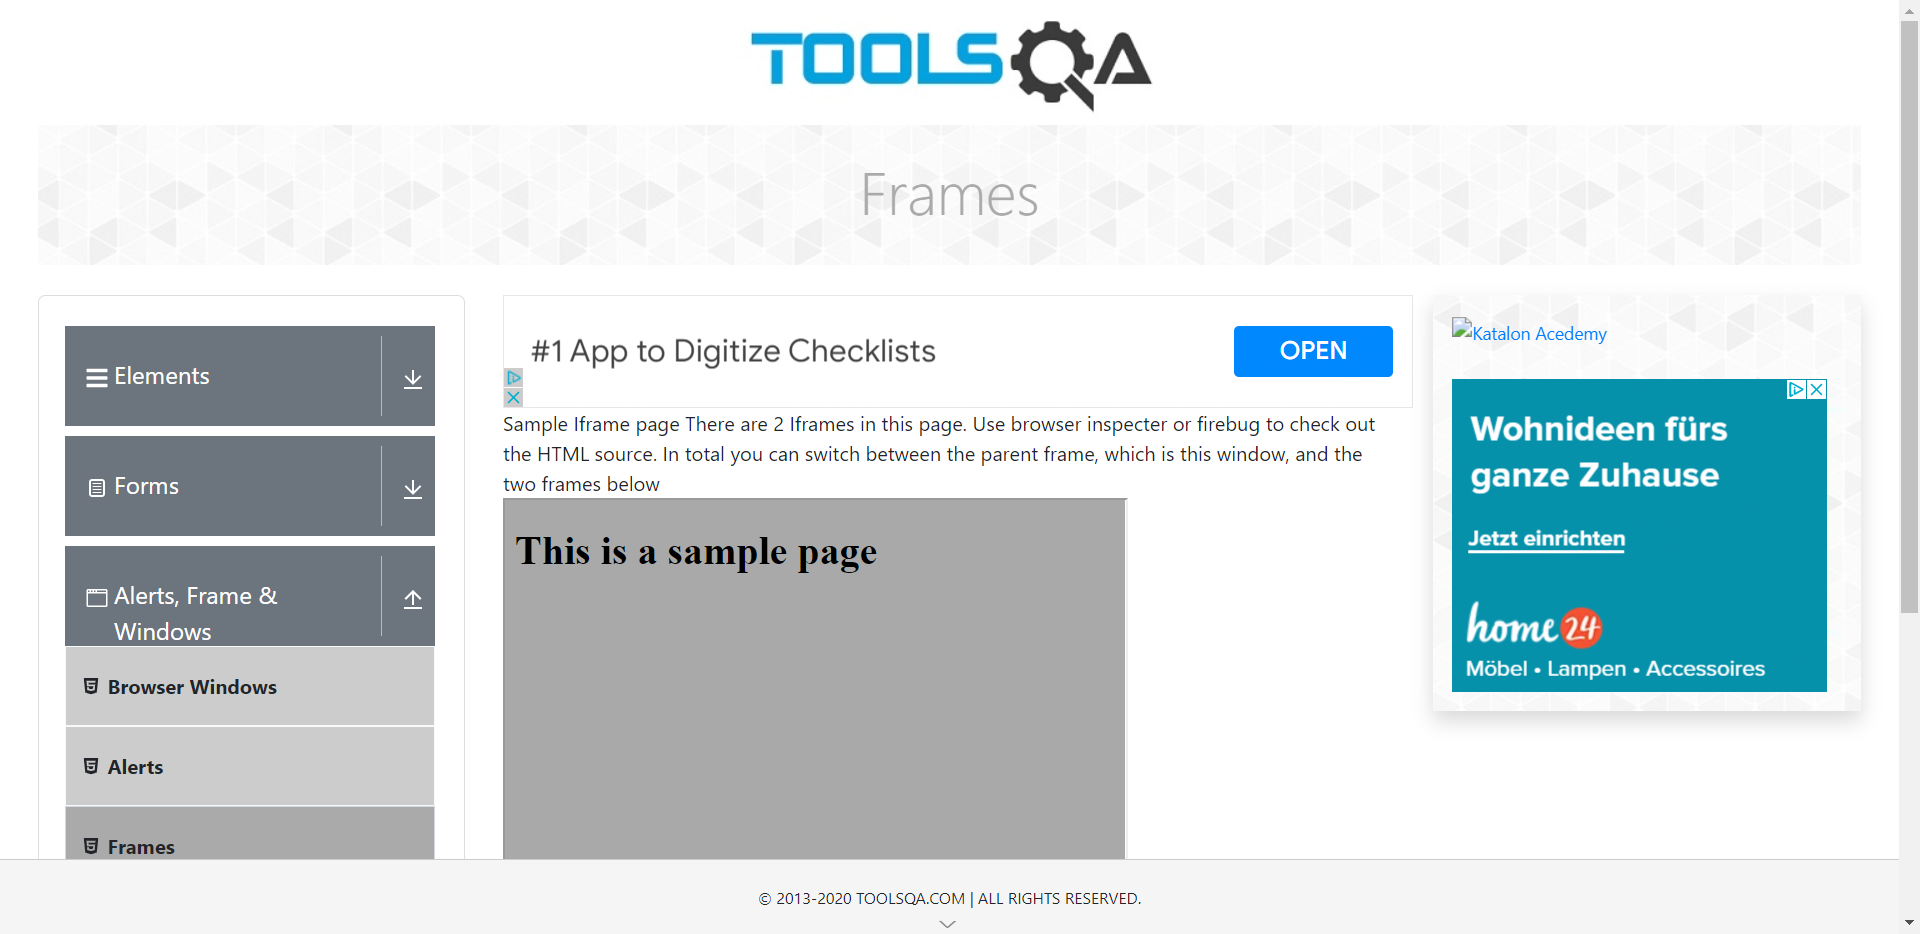 TOOLSQA
Frames
Elements
Forms
Alerts, Frame &
Windows
Browser Windows
Alerts
Frames
#1 App to Digitize Checklists
OPEN
Sample Iframe page There are 2 Iframes in this page. Use browser inspecter or firebug to check out
the HTML source. In total you can switch between the parent frame, which is this window, and the
two frames below
This is a sample page
Katalon Acedemy
Wohnideen fürs
ganze Zuhause
Jetzt einrichten
home24
Möbel • Lampen • Accessoires
© 2013-2020 TOOLSQA.COM | ALL RIGHTS RESERVED.